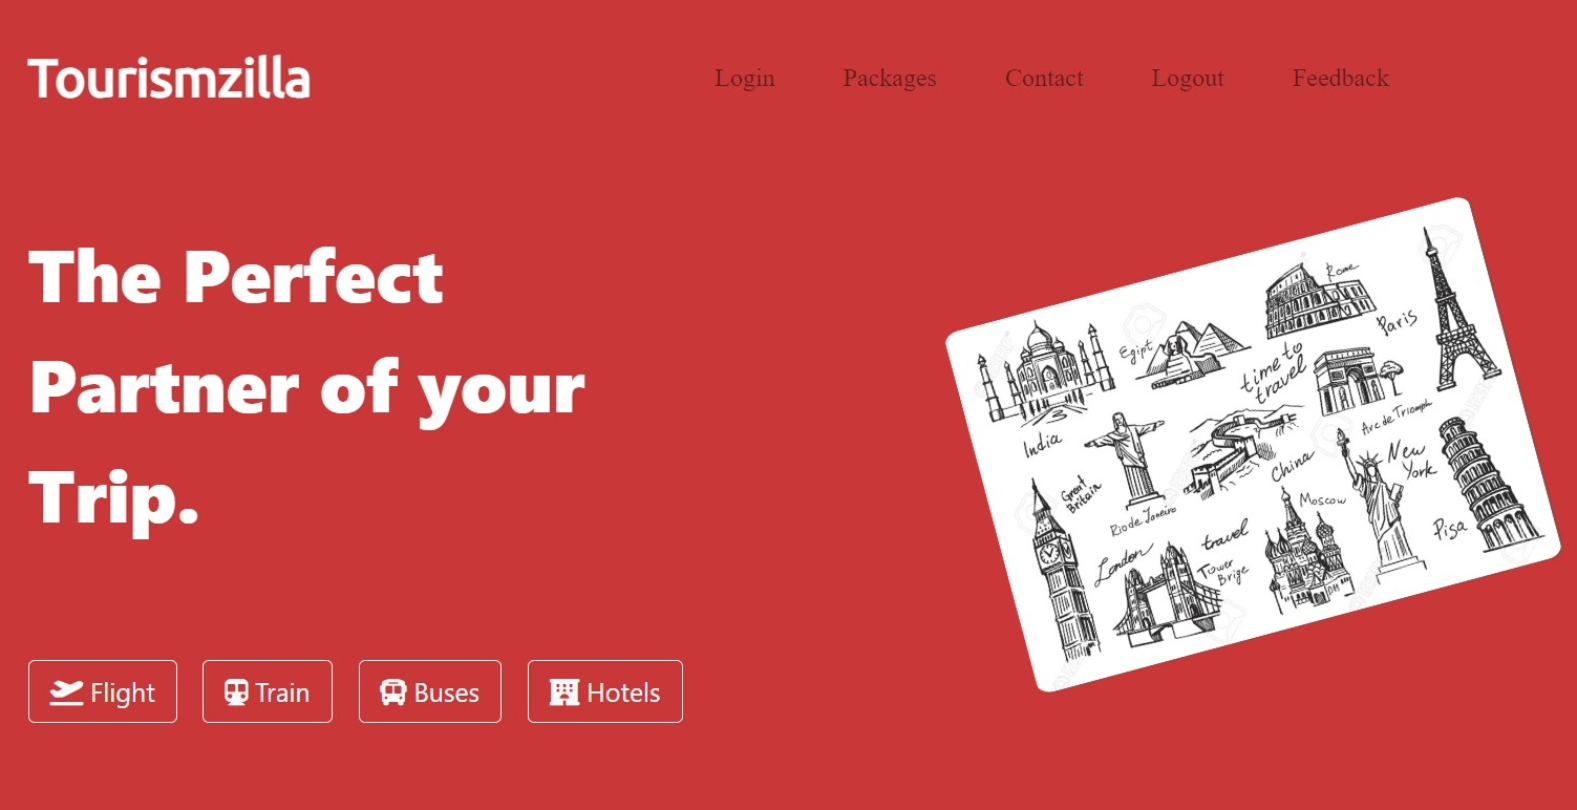 Tourismzilla
Login
Packages
Contact
Logout
Feedback
The Perfect
Partner of your
Trip.
Flight
Train
Buses
Hotels
Rome
Paris
Egipt
time to
travel
Arc de Triomph
India
Great
Britain
Rio de Janeiro
China
New
York
Moscow
Pisa
London
travel
Tower
Brige